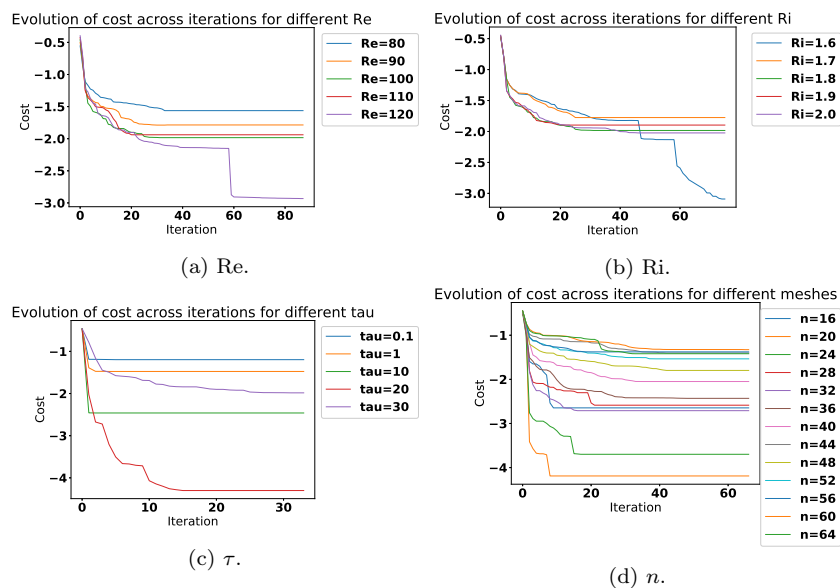 Evolution of cost across iterations for different Re
Cost
−0.5
−1.0
−1.5
−2.0
−2.5
−3.0
0 20 40 60 80
Iteration
Re=80
Re=90
Re=100
Re=110
Re=120
(a) Re.
Evolution of cost across iterations for different Ri
Cost
−0.5
−1.0
−1.5
−2.0
−2.5
−3.0
0 20 40 60
Iteration
Ri=1.6
Ri=1.7
Ri=1.8
Ri=1.9
Ri=2.0
(b) Ri.
Evolution of cost across iterations for different tau
Cost
−1
−2
−3
−4
0 10 20 30
Iteration
tau=0.1
tau=1
tau=10
tau=20
tau=30
(c) τ.
Evolution of cost across iterations for different meshes
Cost
−1
−2
−3
−4
0 20 40 60
Iteration
n=16
n=20
n=24
n=28
n=32
n=36
n=40
n=44
n=48
n=52
n=56
n=60
n=64
(d) n.